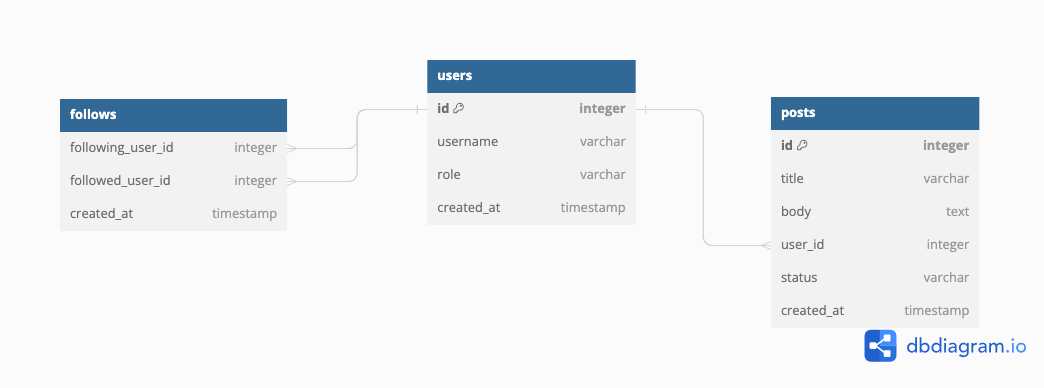 follows
following_user_id integer
followed_user_id integer
created_at timestamp
users
id integer
username varchar
role varchar
created_at timestamp
posts
id integer
title varchar
body text
user_id integer
status varchar
created_at timestamp
dbdiagram.io